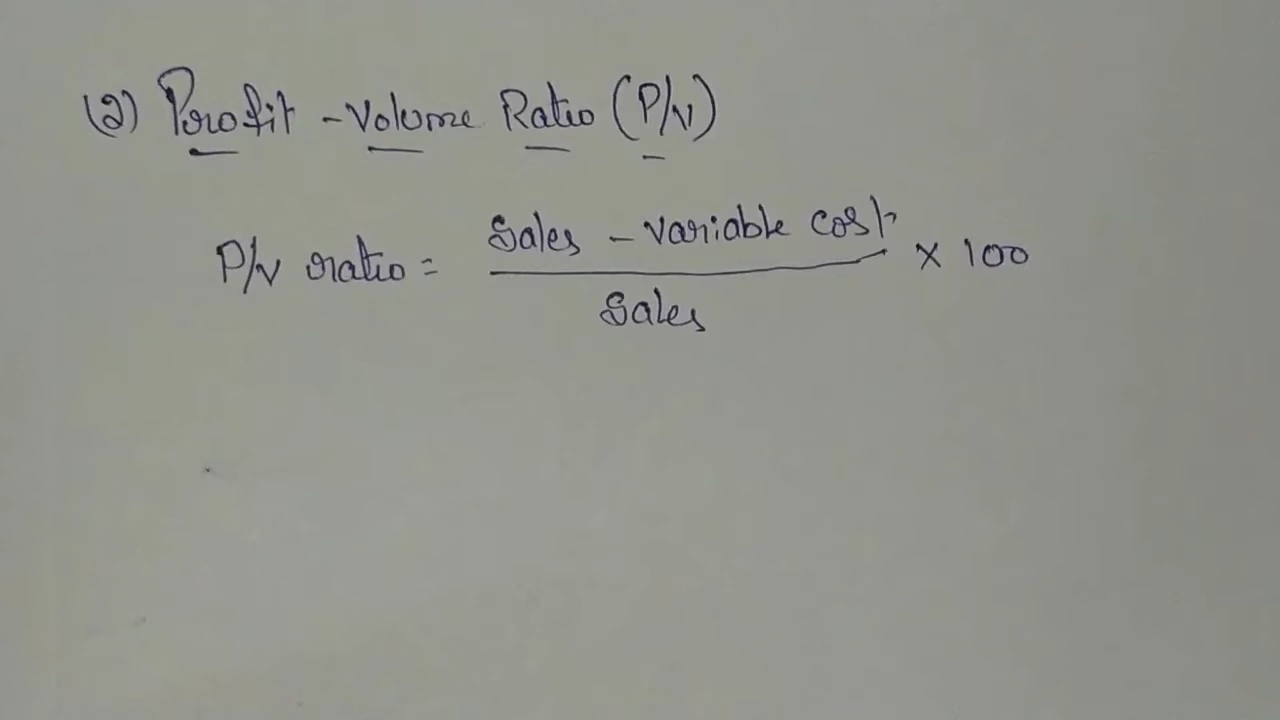 (2) Profit - Volume Ratio (P/V)
P/V ratio = Sales - variable cost / Sales × 100